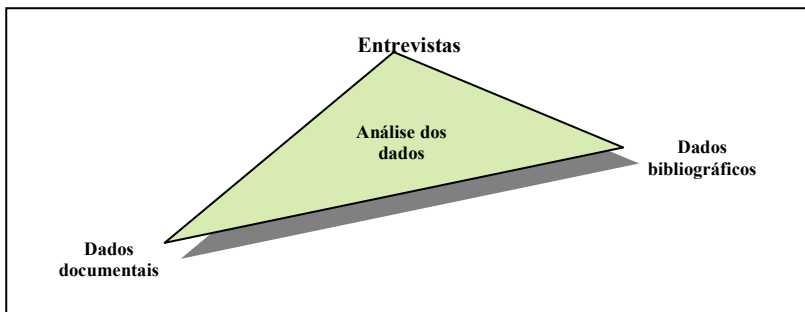 Entrevistas
Análise dos
dados
Dados
bibliográficos
Dados
documentais